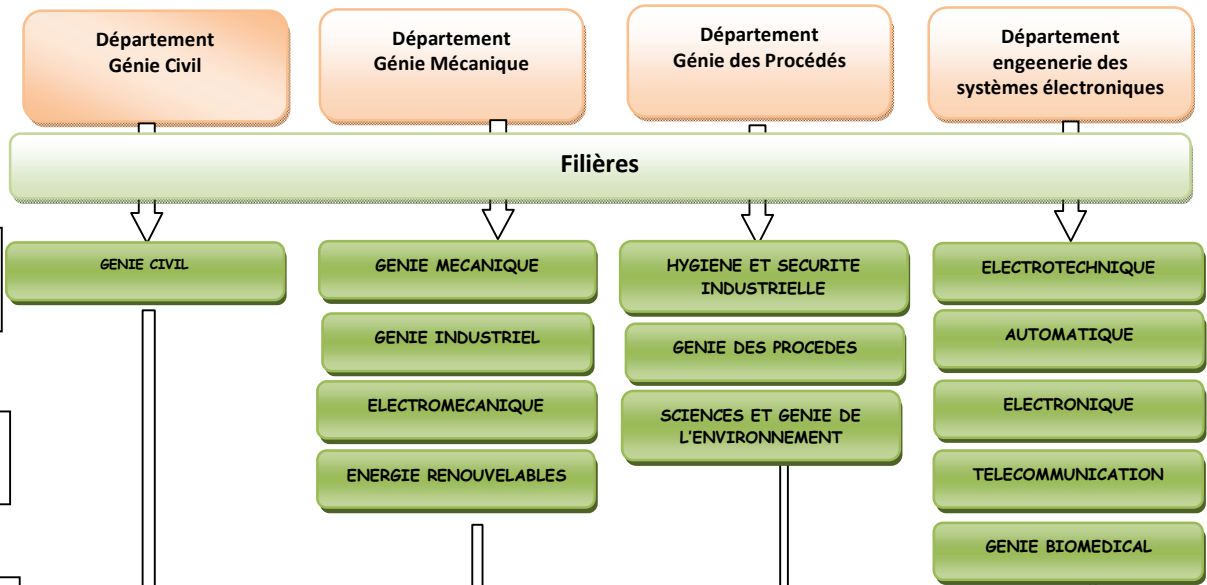 Département
Génie Civil
Département
Génie Mécanique
Département
Génie des Procédés
Département
engeenerie des
systèmes électroniques
Filières
GENIE CIVIL
GENIE MECANIQUE
GENIE INDUSTRIEL
ELECTROMECANIQUE
ENERGIE RENOUVELABLES
HYGIENE ET SECURITE
INDUSTRIELLE
GENIE DES PROCEDES
SCIENCES ET GENIE DE
L'ENVIRONNEMENT
ELECTROTECHNIQUE
AUTOMATIQUE
ELECTRONIQUE
TELECOMMUNICATION
GENIE BIOMEDICAL